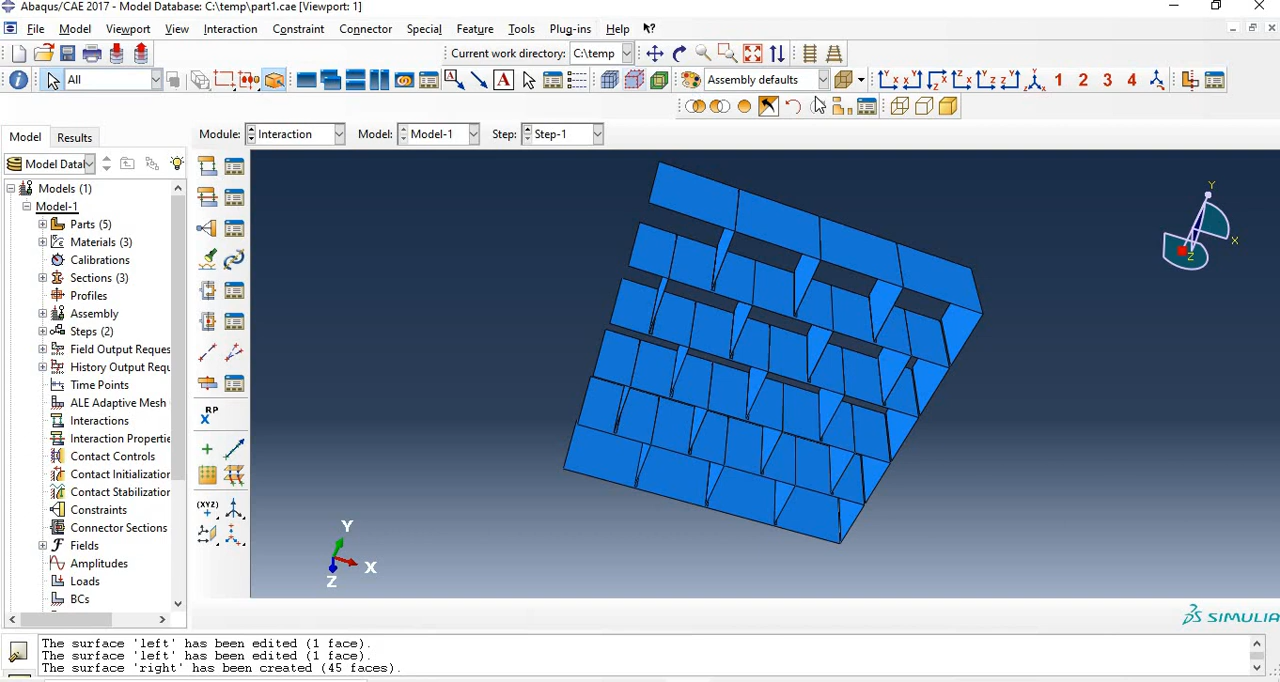 Abaqus/CAE 2017 - Model Database: C:\temp\part1.cae [Viewport: 1]
File Model Viewport View Interaction Constraint Connector Special Feature Tools Plug-ins Help
Current work directory: C:\temp
All
A
Assembly defaults
1 2 3 4
Model Results
Module: Interaction Model: Model-1 Step: Step-1
Model Datal
Models (1)
Model-1
Parts (5)
Materials (3)
Calibrations
Sections (3)
Profiles
Assembly
Steps (2)
Field Output Reques
History Output Requ
Time Points
ALE Adaptive Mesh
Interactions
Interaction Propertie
Contact Controls
Contact Initialization
Contact Stabilization
Constraints
Connector Sections
Fields
Amplitudes
Loads
BCs
RP
(XYZ)
Y
X
Z
Y
X
Z
SIMULIA
The surface 'left' has been edited (1 face).
The surface 'left' has been edited (1 face).
The surface 'right' has been created (45 faces).